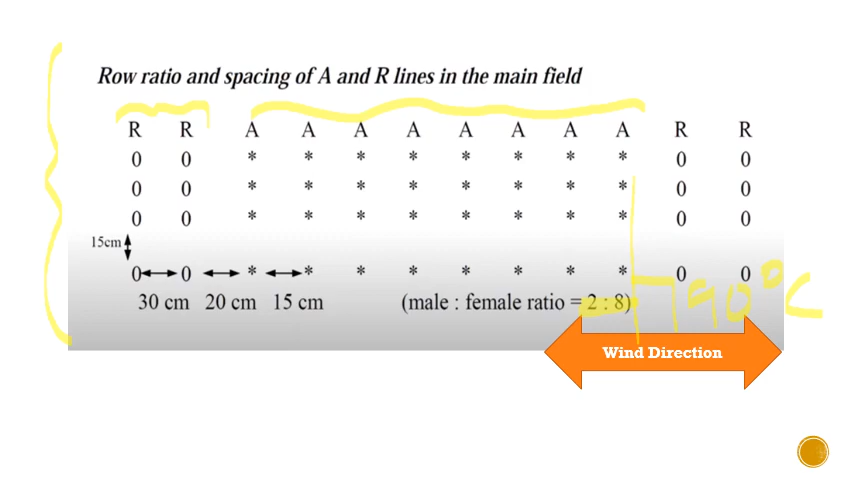 Row ratio and spacing of A and R lines in the main field
R R A A A A A A A A R R
0 0 * * * * * * * * 0 0
0 0 * * * * * * * * 0 0
0 0 * * * * * * * * 0 0
15cm
0 0 * * * * * * * * 0 0
30 cm 20 cm 15 cm (male : female ratio = 2 : 8)
90°C
Wind Direction